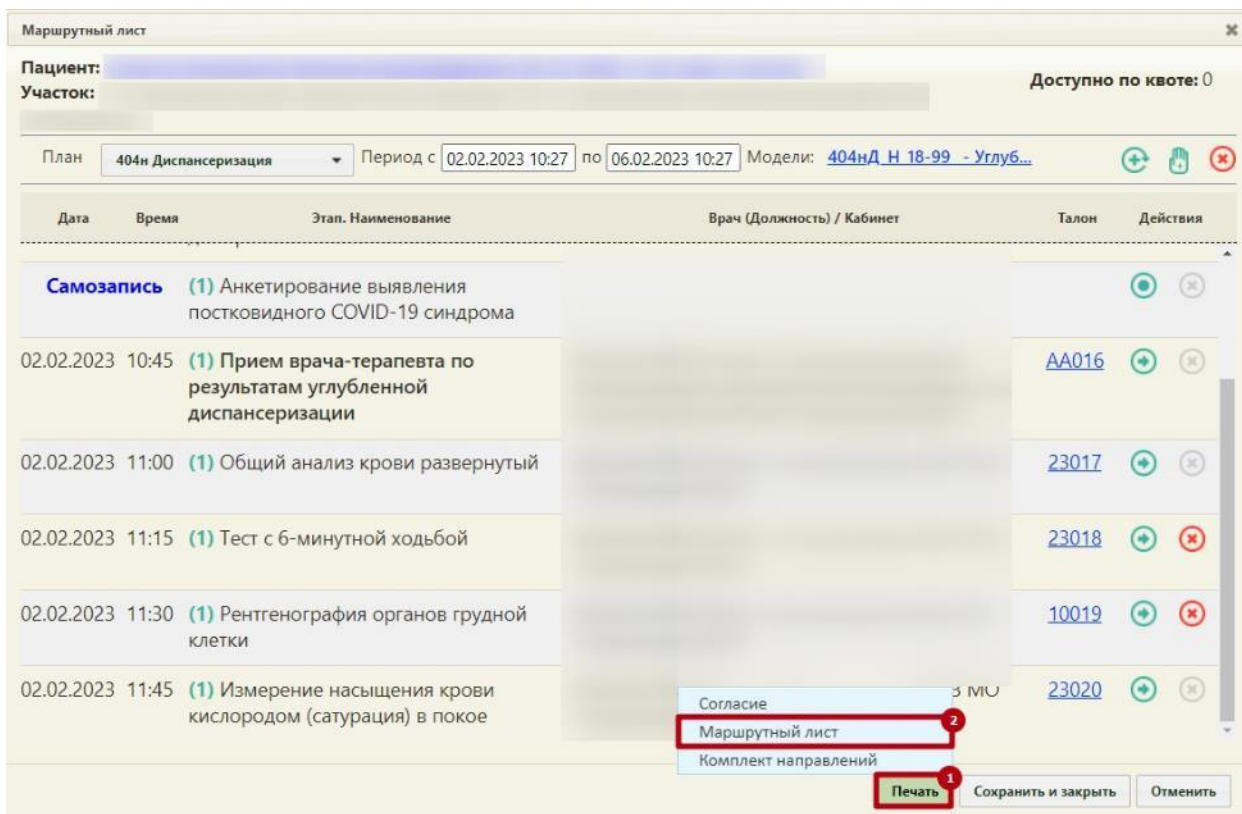 Маршрутный лист
Пациент:
Участок:
Доступно по квоте: 0
План 404н Диспансеризация Период с 02.02.2023 10:27 по 06.02.2023 10:27 Модели: 404нД_Н_18-99_ - Углуб...
Дата Время Этап. Наименование Врач (Должность) / Кабинет Талон Действия
Самозапись (1) Анкетирование выявления
постковидного COVID-19 синдрома
02.02.2023 10:45 (1) Прием врача-терапевта по AA016
результатам углубленной
диспансеризации
02.02.2023 11:00 (1) Общий анализ крови развернутый 23017
02.02.2023 11:15 (1) Тест с 6-минутной ходьбой 23018
02.02.2023 11:30 (1) Рентгенография органов грудной 10019
клетки
02.02.2023 11:45 (1) Измерение насыщения крови МО 23020
кислородом (сатурация) в покое
Согласие
Маршрутный лист 2
Комплект направлений
Печать 1 Сохранить и закрыть Отменить